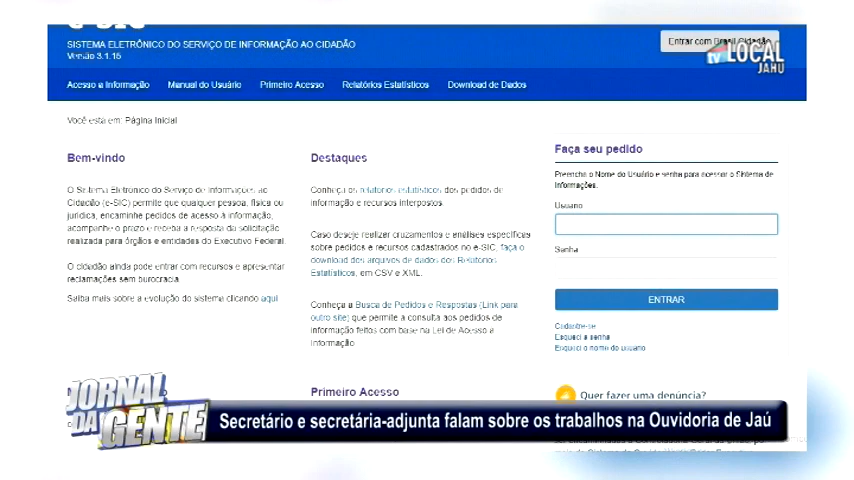 SISTEMA ELETRÔNICO DO SERVIÇO DE INFORMAÇÃO AO CIDADÃO
Versão 3.1.15
Entrar com Brasil Cidadão
tv LOCAL
JAHU
Acesso a Informação Manual do Usuário Primeiro Acesso Relatórios Estatísticos Download de Dados
Você esta em: Página Inicial
Bem-vindo
O Sistema Eletrônico do Serviço de Informações ao
Cidadão (e-SIC) permite que qualquer pessoa, física ou
jurídica, encaminhe pedidos de acesso à informação,
acompanhe o prazo e receba a resposta da solicitação
realizada para órgãos e entidades do Executivo Federal.
O cidadão ainda pode entrar com recursos e apresentar
reclamações sem burocracia.
Saiba mais sobre a evolução do sistema clicando aqui
Destaques
Conheça os relatórios estatísticos dos pedidos de
informação e recursos interpostos.
Caso deseje realizar cruzamentos e análises específicas
sobre pedidos e recursos cadastrados no e-SIC, faça o
download dos arquivos de dados dos Relatórios
Estatísticos, em CSV e XML.
Conheça a Busca de Pedidos e Respostas (Link para
outro site) que permite a consulta aos pedidos de
informação feitos com base na Lei de Acesso a
Informação
Primeiro Acesso
Faça seu pedido
Preencha o Nome do Usuário e senha para acessar o Sistema de
Informações.
Usuário
Senha
ENTRAR
Cadastre-se
Esqueci a senha
Esqueci o nome do usuário
Quer fazer uma denúncia?
JORNAL
DA GENTE
Secretário e secretária-adjunta falam sobre os trabalhos na Ouvidoria de Jaú